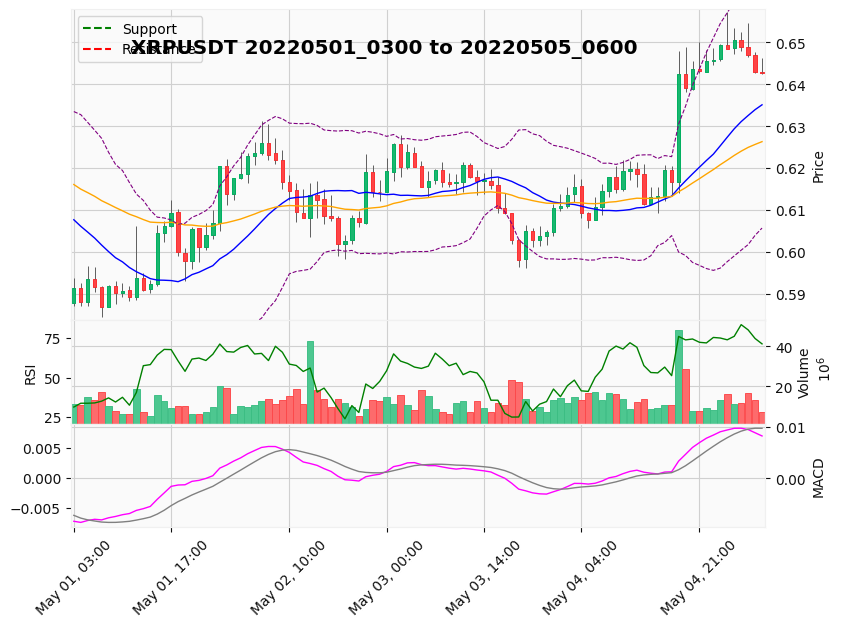 Support
Resistance
XRPUSDT 20220501_0300 to 20220505_0600
0.65
0.64
0.63
0.62
0.61
0.60
0.59
Price
75
50
25
RSI
40
20
Volume
10^6
0.005
0.000
−0.005
0.01
0.00
MACD
May 01, 03:00
May 01, 17:00
May 02, 10:00
May 03, 00:00
May 03, 14:00
May 04, 04:00
May 04, 21:00